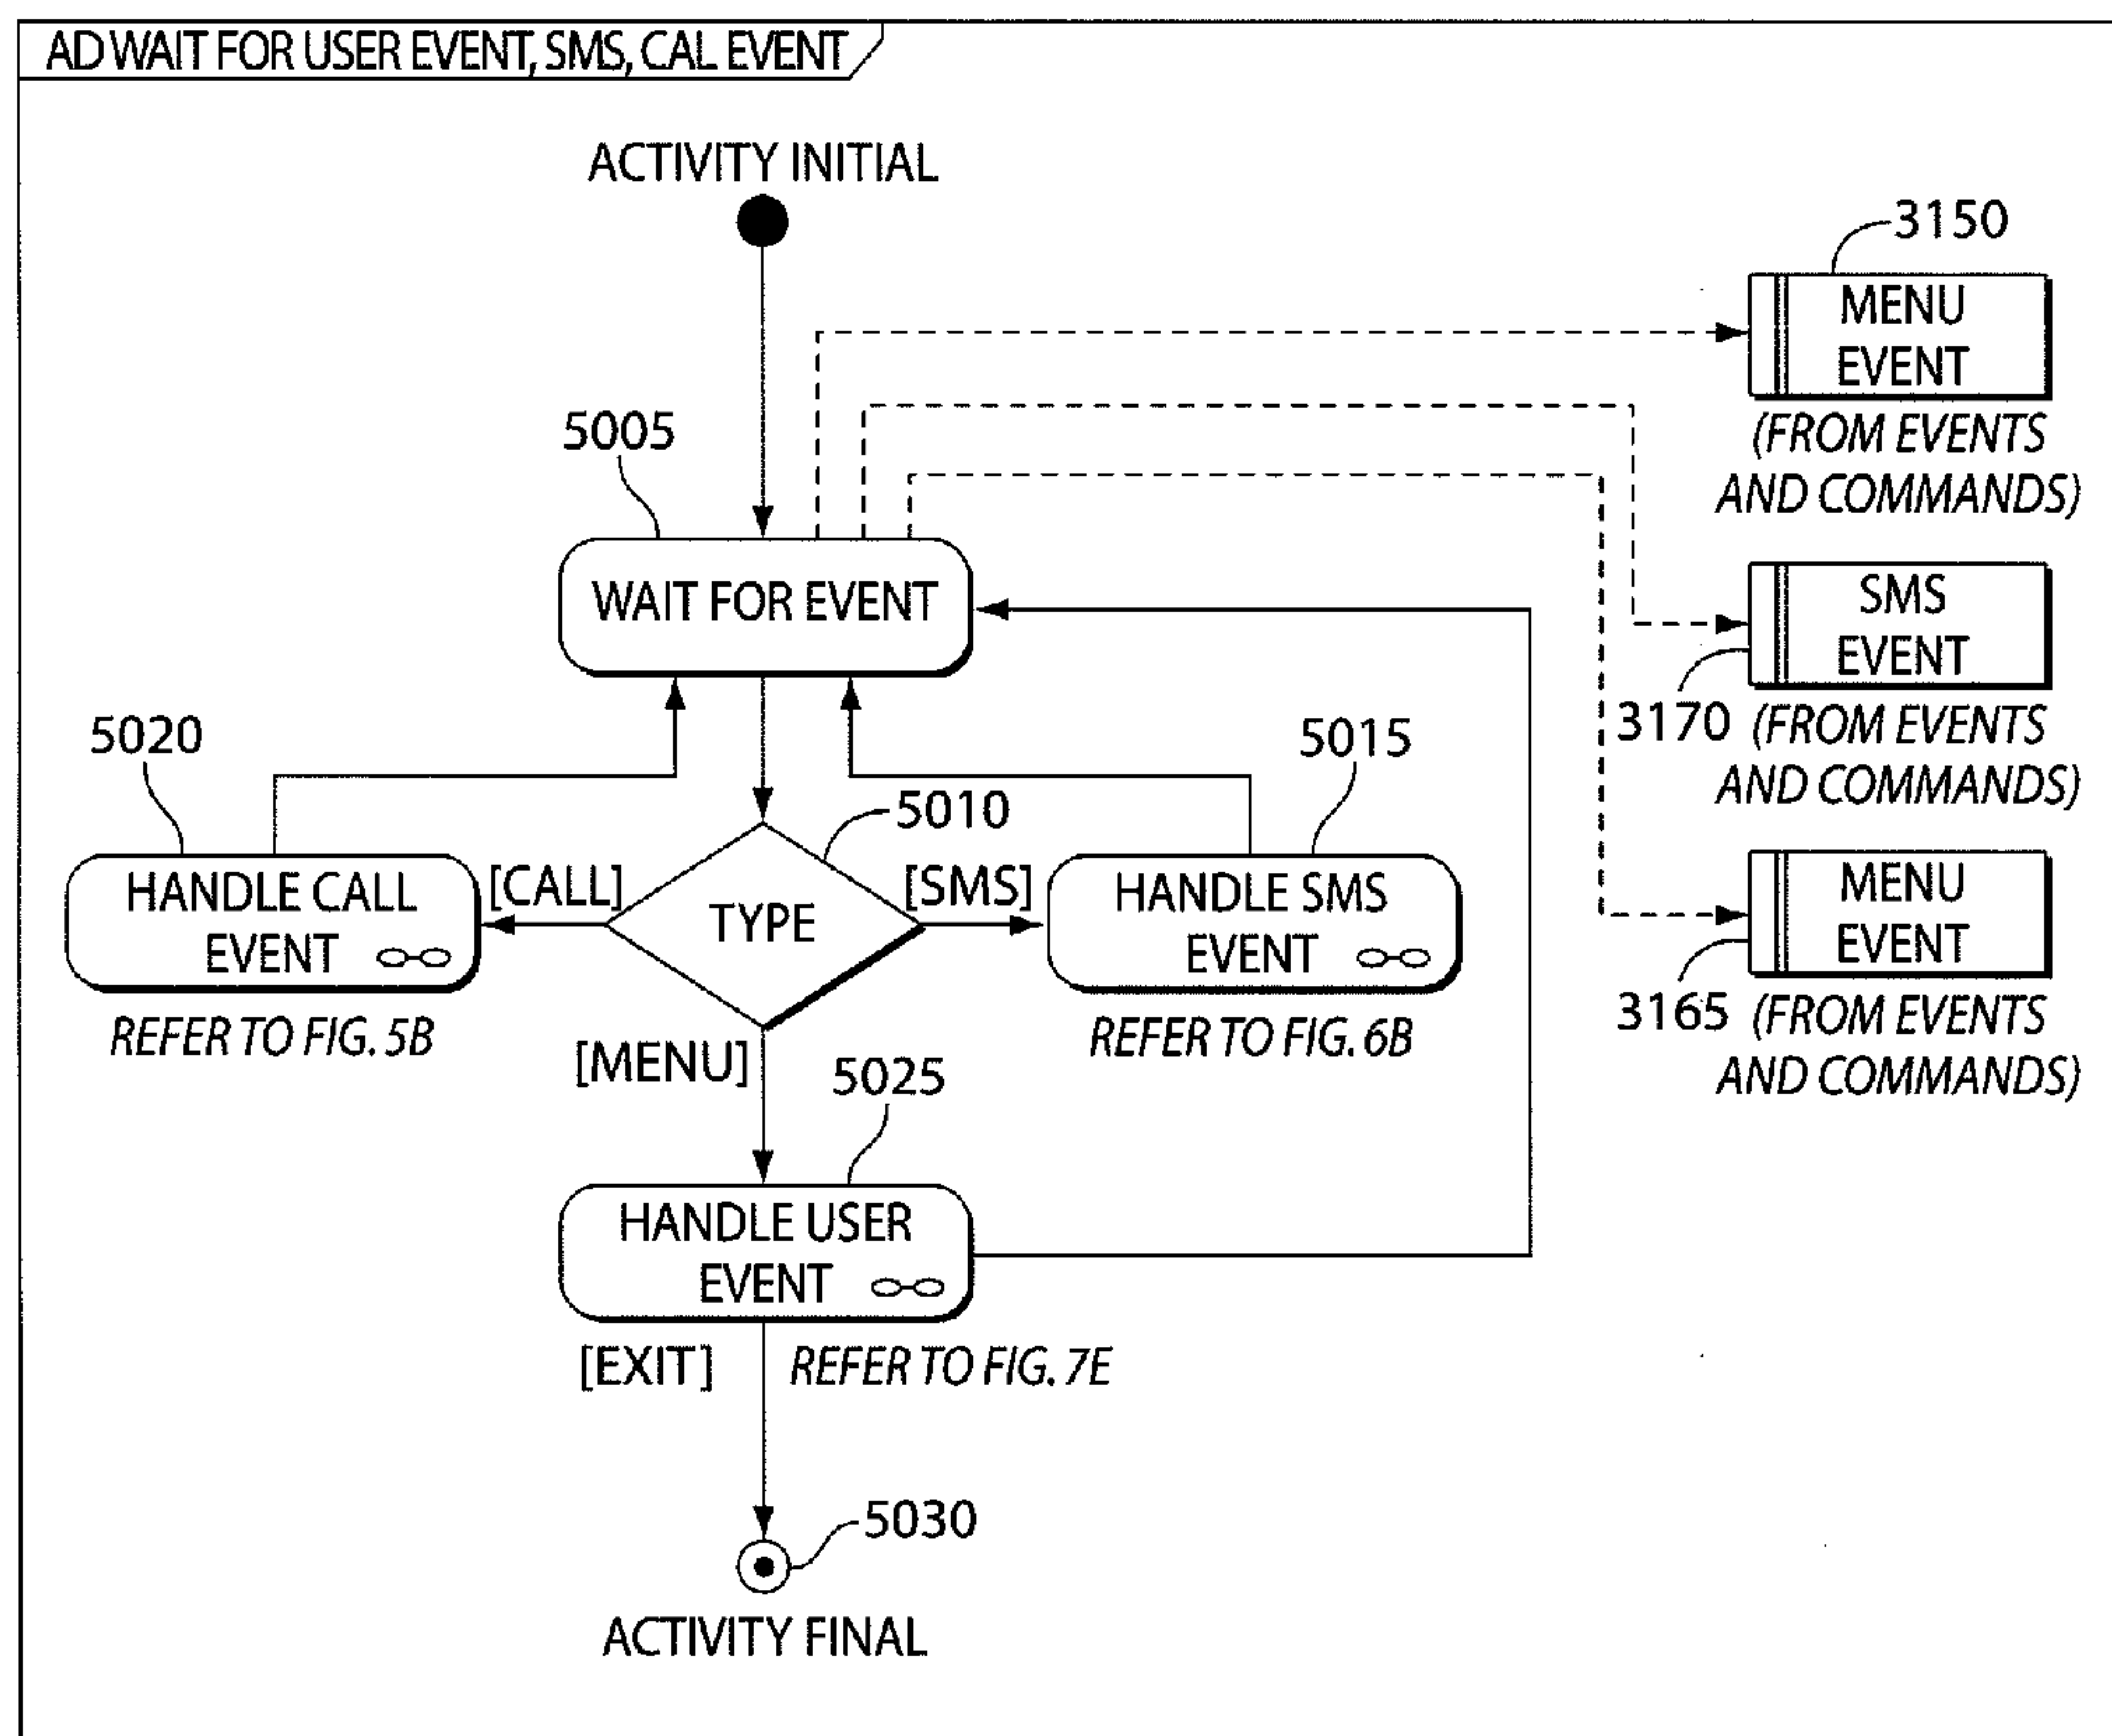 AD WAIT FOR USER EVENT, SMS, CAL EVENT
ACTIVITY INITIAL
3150
MENU
EVENT
(FROM EVENTS
AND COMMANDS)
5005
WAIT FOR EVENT
SMS
EVENT
3170 (FROM EVENTS
AND COMMANDS)
5020
5015
5010
HANDLE CALL
EVENT
REFER TO FIG. 5B
[CALL]
TYPE
[SMS]
HANDLE SMS
EVENT
REFER TO FIG. 6B
MENU
EVENT
3165 (FROM EVENTS
AND COMMANDS)
[MENU]
5025
HANDLE USER
EVENT
[EXIT]
REFER TO FIG. 7E
5030
ACTIVITY FINAL